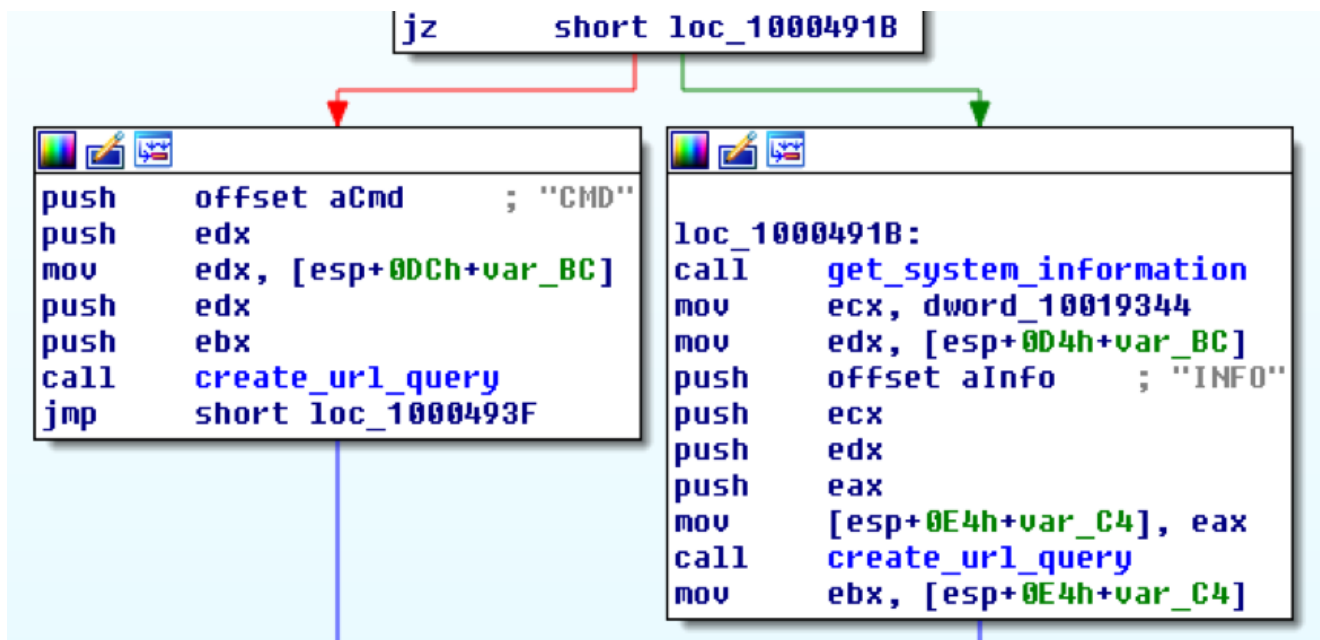 jz short loc_1000491B
push offset aCmd ; "CMD"
push edx
mov edx, [esp+0DCh+var_BC]
push edx
push ebx
call create_url_query
jmp short loc_1000493F
loc_1000491B:
call get_system_information
mov ecx, dword_10019344
mov edx, [esp+0D4h+var_BC]
push offset aInfo ; "INFO"
push ecx
push edx
push eax
mov [esp+0E4h+var_C4], eax
call create_url_query
mov ebx, [esp+0E4h+var_C4]